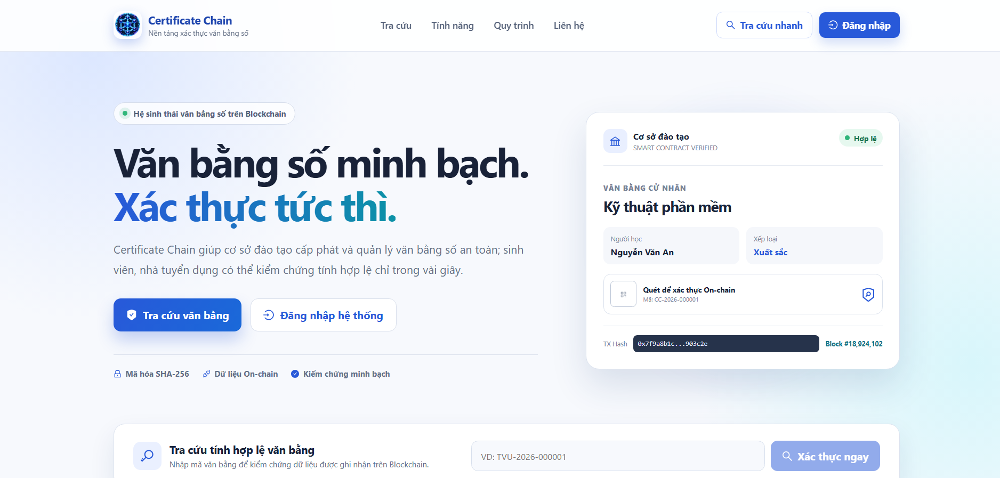 Certificate Chain
Nền tảng xác thực văn bằng số
Tra cứu
Tính năng
Quy trình
Liên hệ
Tra cứu nhanh
Đăng nhập
Hệ sinh thái văn bằng số trên Blockchain
Văn bằng số minh bạch.
Xác thực tức thì.
Certificate Chain giúp cơ sở đào tạo cấp phát và quản lý văn bằng số an toàn; sinh
viên, nhà tuyển dụng có thể kiểm chứng tính hợp lệ chỉ trong vài giây.
Tra cứu văn bằng
Đăng nhập hệ thống
Mã hóa SHA-256
Dữ liệu On-chain
Kiểm chứng minh bạch
Cơ sở đào tạo
SMART CONTRACT VERIFIED
Hợp lệ
VĂN BẰNG CỬ NHÂN
Kỹ thuật phần mềm
Người học
Nguyễn Văn An
Xếp loại
Xuất sắc
Quét để xác thực On-chain
Mã: CC-2026-000001
TX Hash
0x7f9a8b1c...903c2e
Block #18,924,102
Tra cứu tính hợp lệ văn bằng
Nhập mã văn bằng để kiểm chứng dữ liệu được ghi nhận trên Blockchain.
VD: TVU-2026-000001
Xác thực ngay